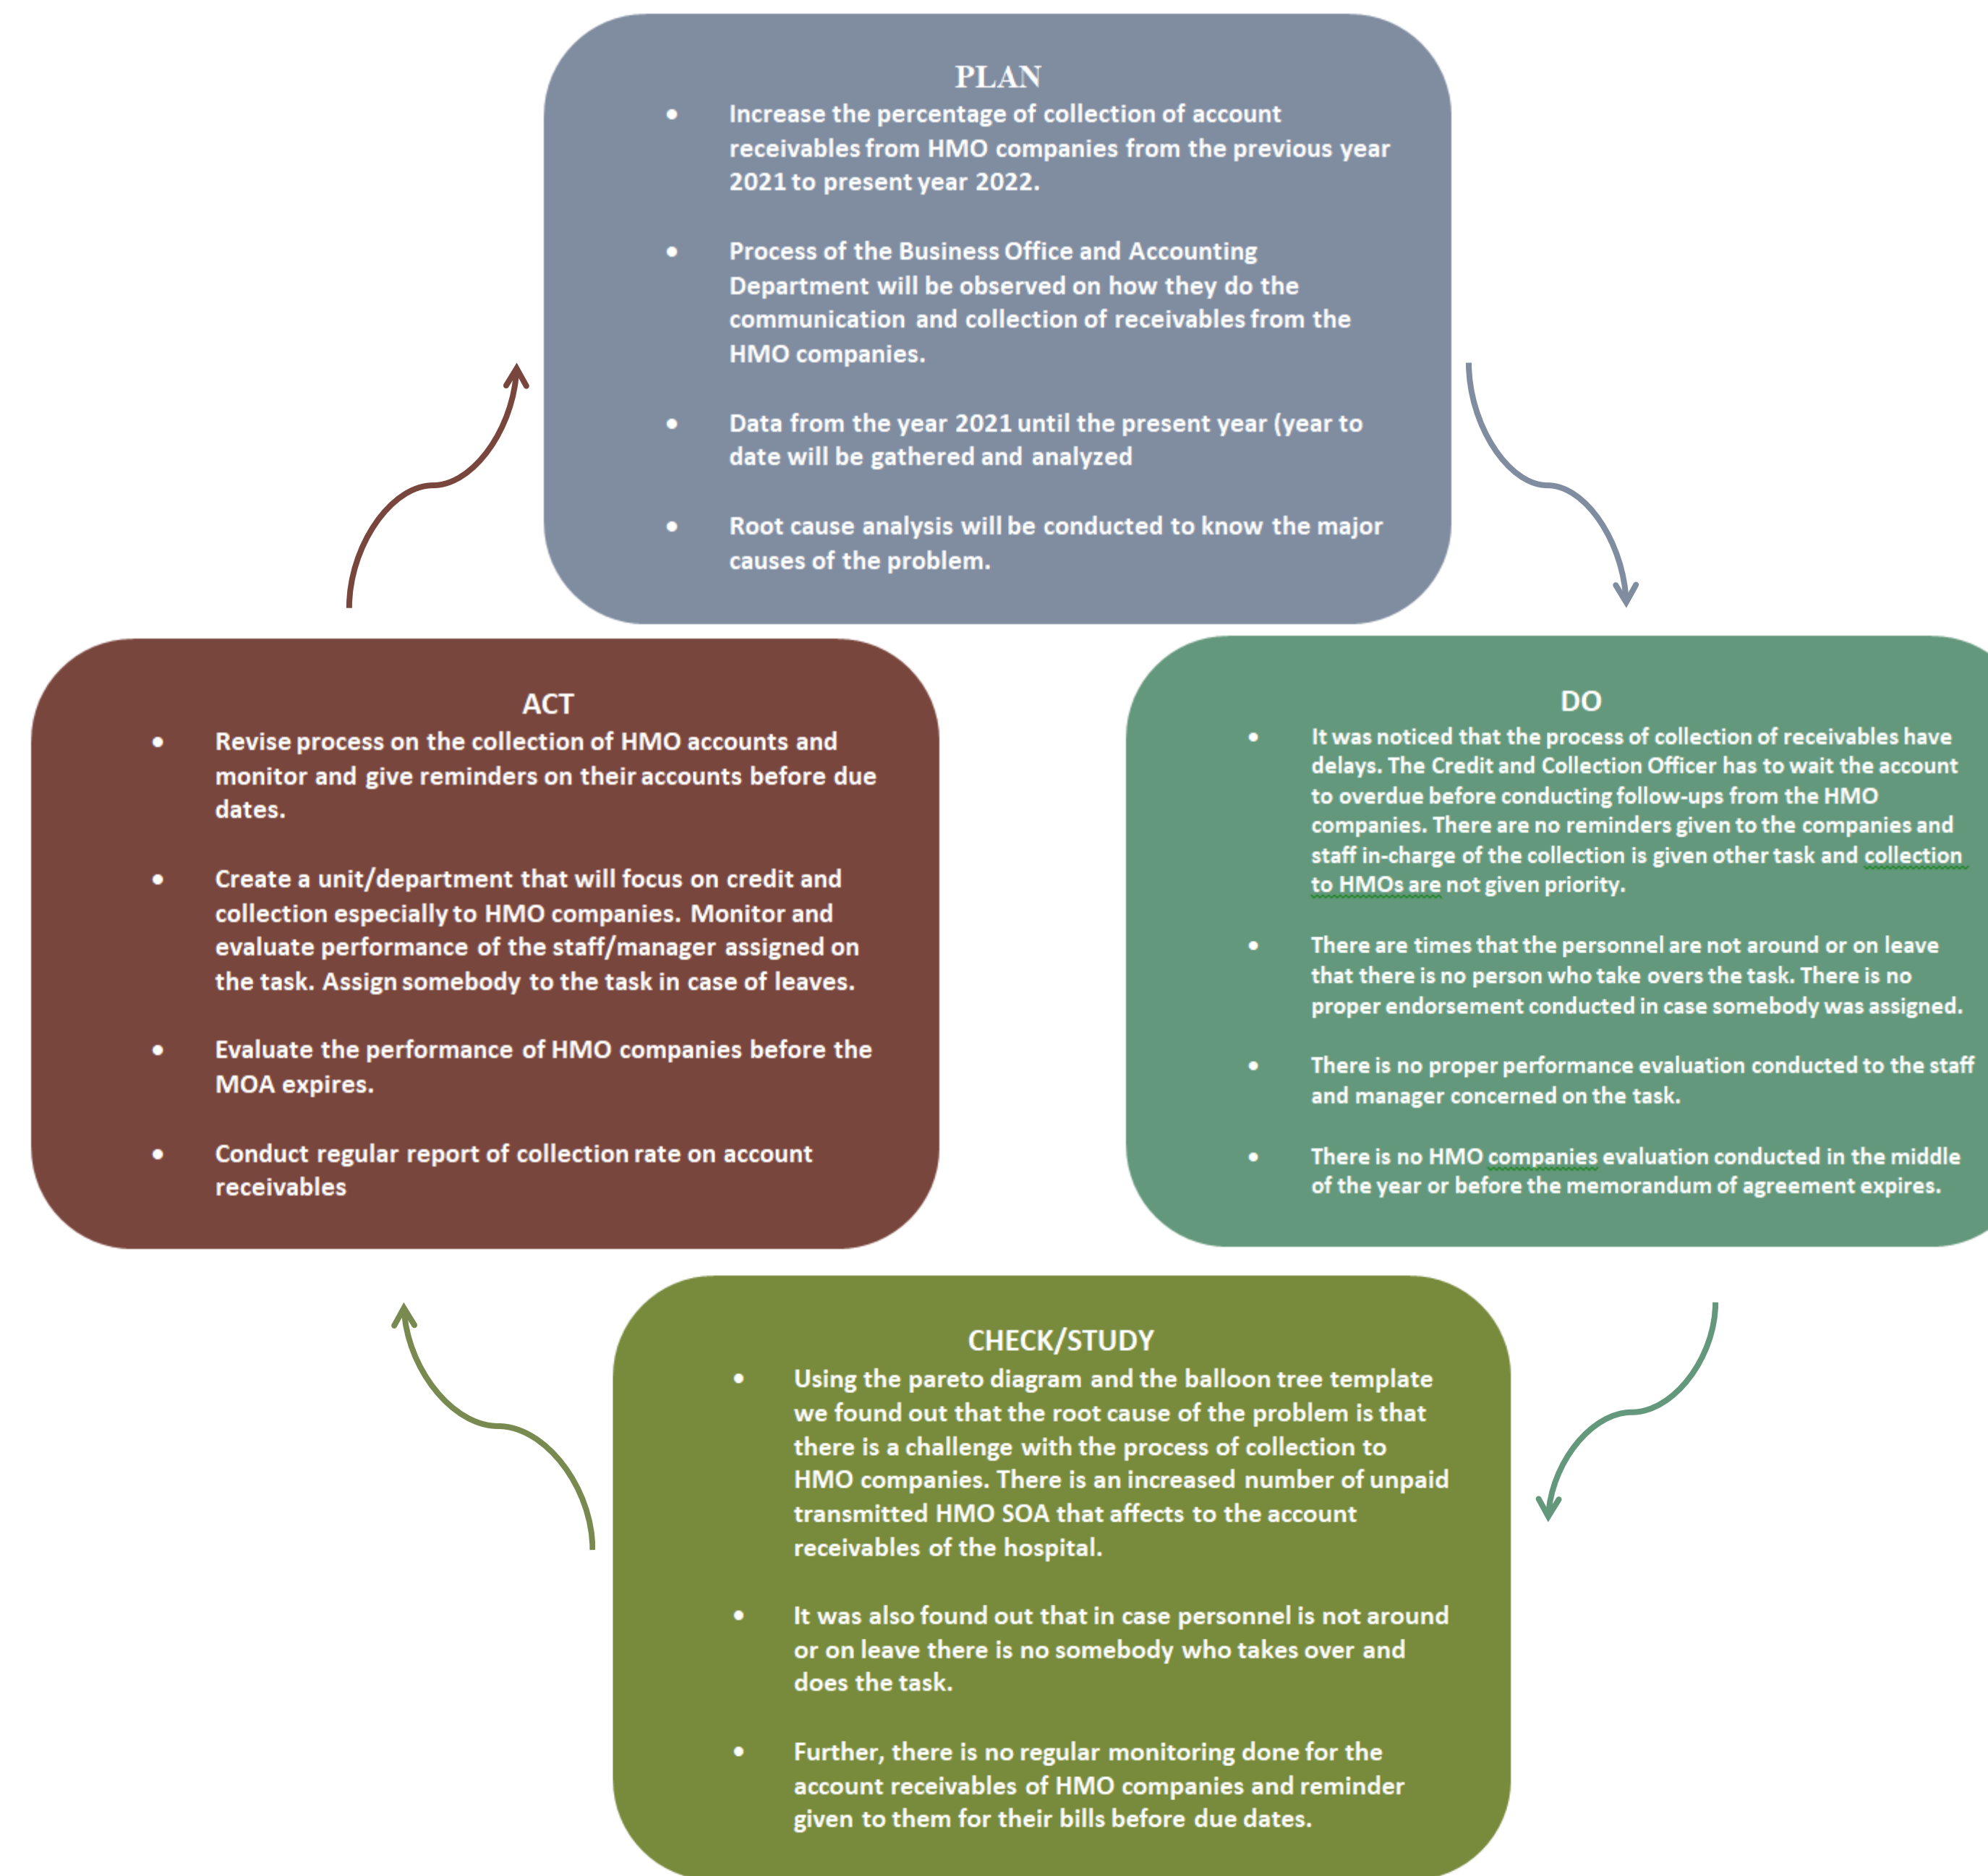 PLAN
• Increase the percentage of collection of account
receivables from HMO companies from the previous year
2021 to present year 2022.
• Process of the Business Office and Accounting
Department will be observed on how they do the
communication and collection of receivables from the
HMO companies.
• Data from the year 2021 until the present year (year to
date will be gathered and analyzed
• Root cause analysis will be conducted to know the major
causes of the problem.
ACT
• Revise process on the collection of HMO accounts and
monitor and give reminders on their accounts before due
dates.
• Create a unit/department that will focus on credit and
collection especially to HMO companies. Monitor and
evaluate performance of the staff/manager assigned on
the task. Assign somebody to the task in case of leaves.
• Evaluate the performance of HMO companies before the
MOA expires.
• Conduct regular report of collection rate on account
receivables
DO
• It was noticed that the process of collection of receivables have
delays. The Credit and Collection Officer has to wait the account
to overdue before conducting follow-ups from the HMO
companies. There are no reminders given to the companies and
staff in-charge of the collection is given other task and collection
to HMOs are not given priority.
• There are times that the personnel are not around or on leave
that there is no person who take overs the task. There is no
proper endorsement conducted in case somebody was assigned.
• There is no proper performance evaluation conducted to the staff
and manager concerned on the task.
• There is no HMO companies evaluation conducted in the middle
of the year or before the memorandum of agreement expires.
CHECK/STUDY
• Using the pareto diagram and the balloon tree template
we found out that the root cause of the problem is that
there is a challenge with the process of collection to
HMO companies. There is an increased number of unpaid
transmitted HMO SOA that affects to the account
receivables of the hospital.
• It was also found out that in case personnel is not around
or on leave there is no somebody who takes over and
does the task.
• Further, there is no regular monitoring done for the
account receivables of HMO companies and reminder
given to them for their bills before due dates.